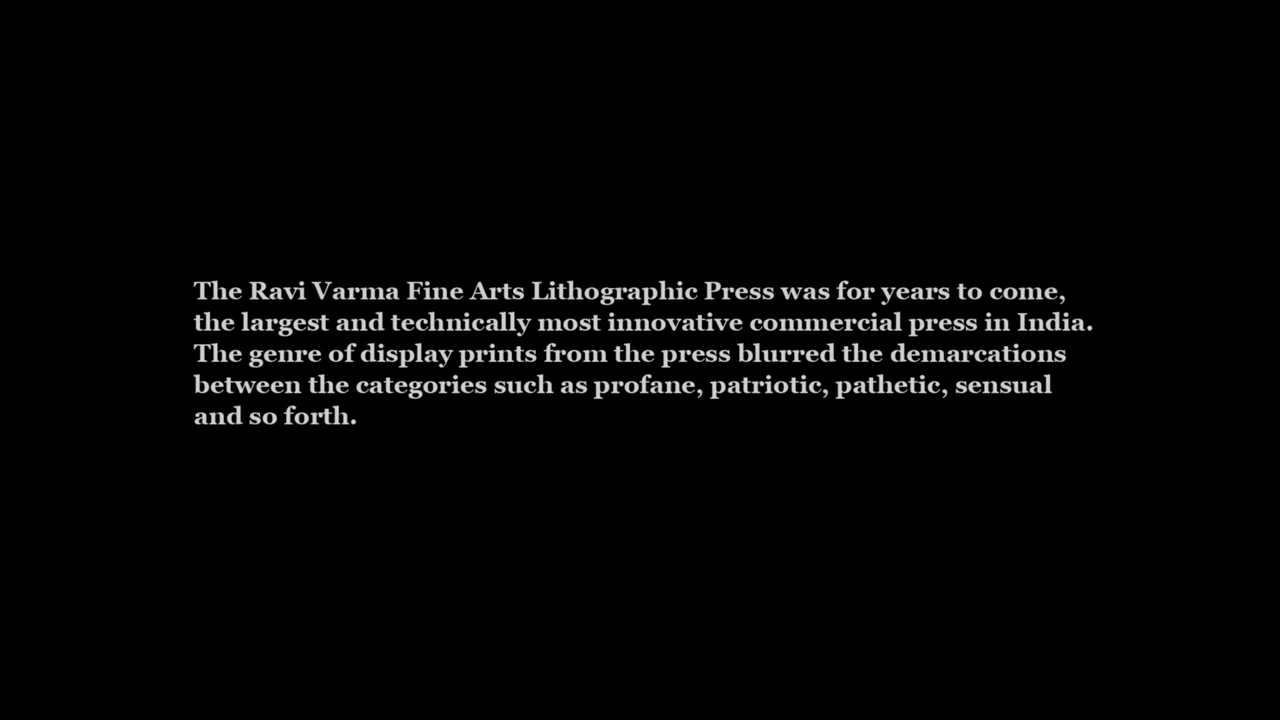 The Ravi Varma Fine Arts Lithographic Press was for years to come,
the largest and technically most innovative commercial press in India.
The genre of display prints from the press blurred the demarcations
between the categories such as profane, patriotic, pathetic, sensual
and so forth.